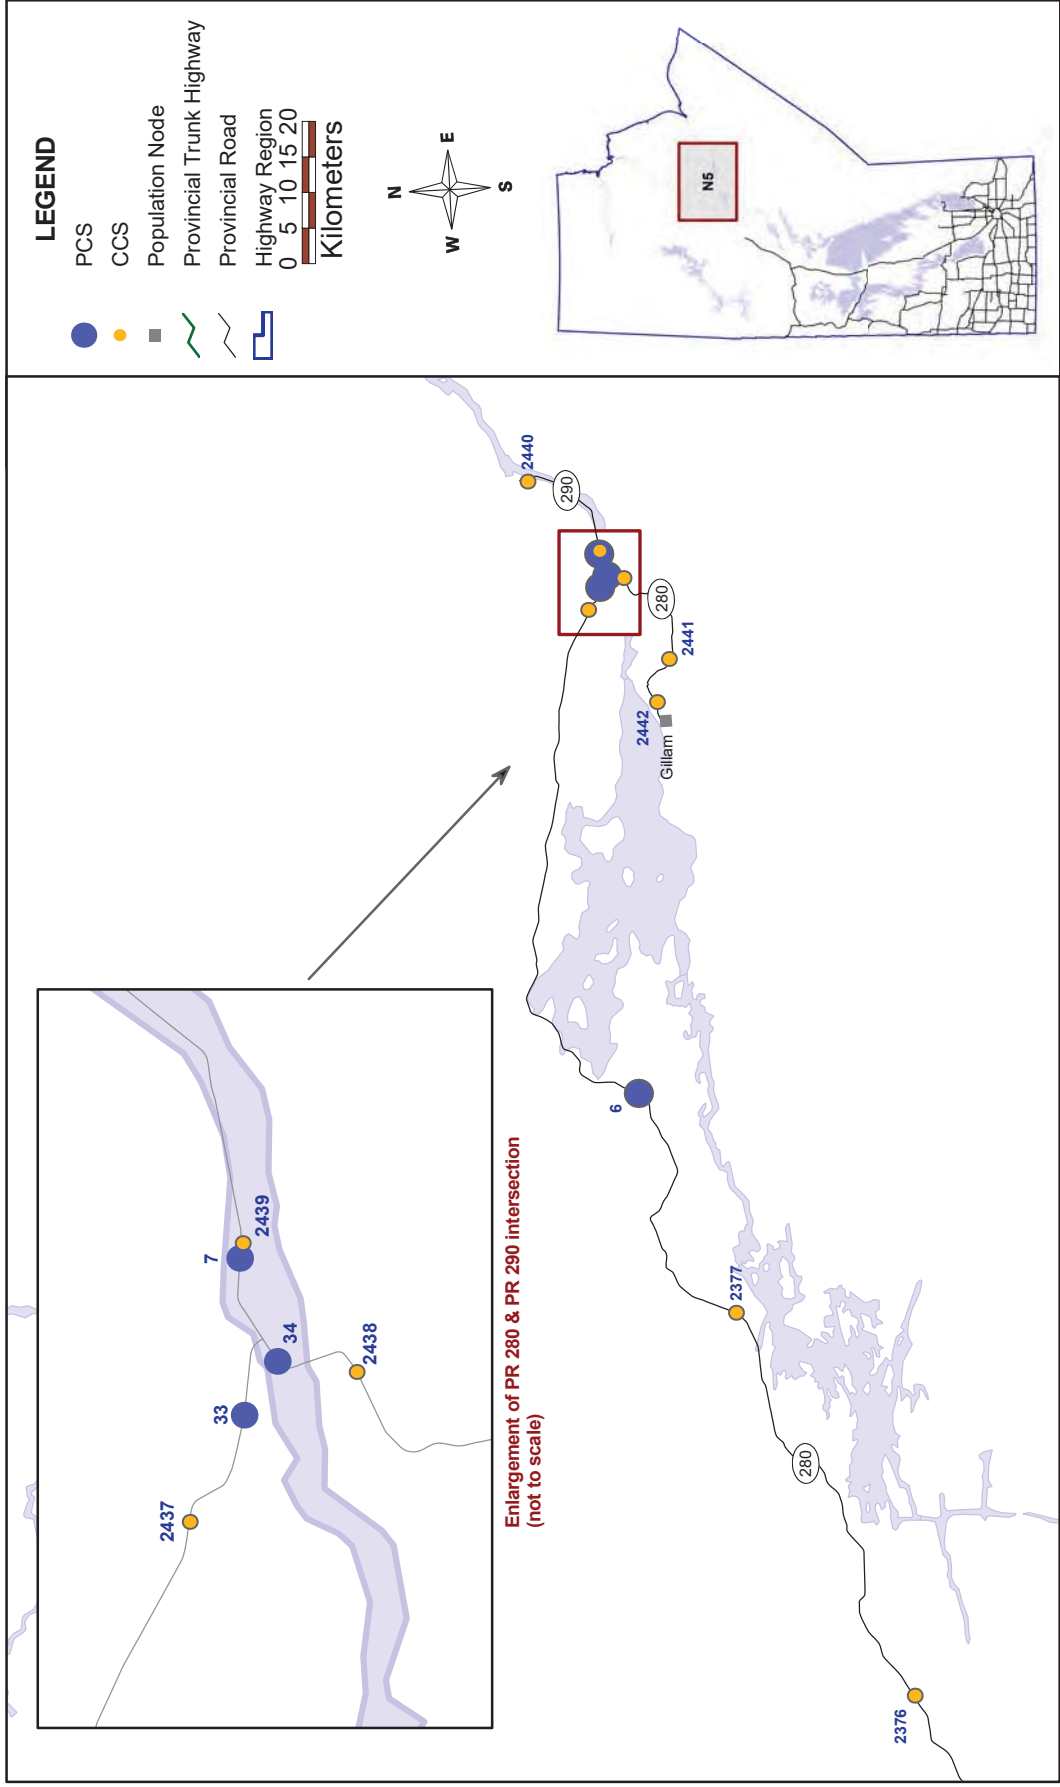 LEGEND
PCS
CCS
Population Node
Provincial Trunk Highway
Provincial Road
Highway Region
0 5 10 15 20
Kilometers
N
W
E
S
N5
2437
33
34
7
2439
2438
Enlargement of PR 280 & PR 290 intersection
(not to scale)
2440
290
280
2441
2442
Gillam
6
2377
280
2376